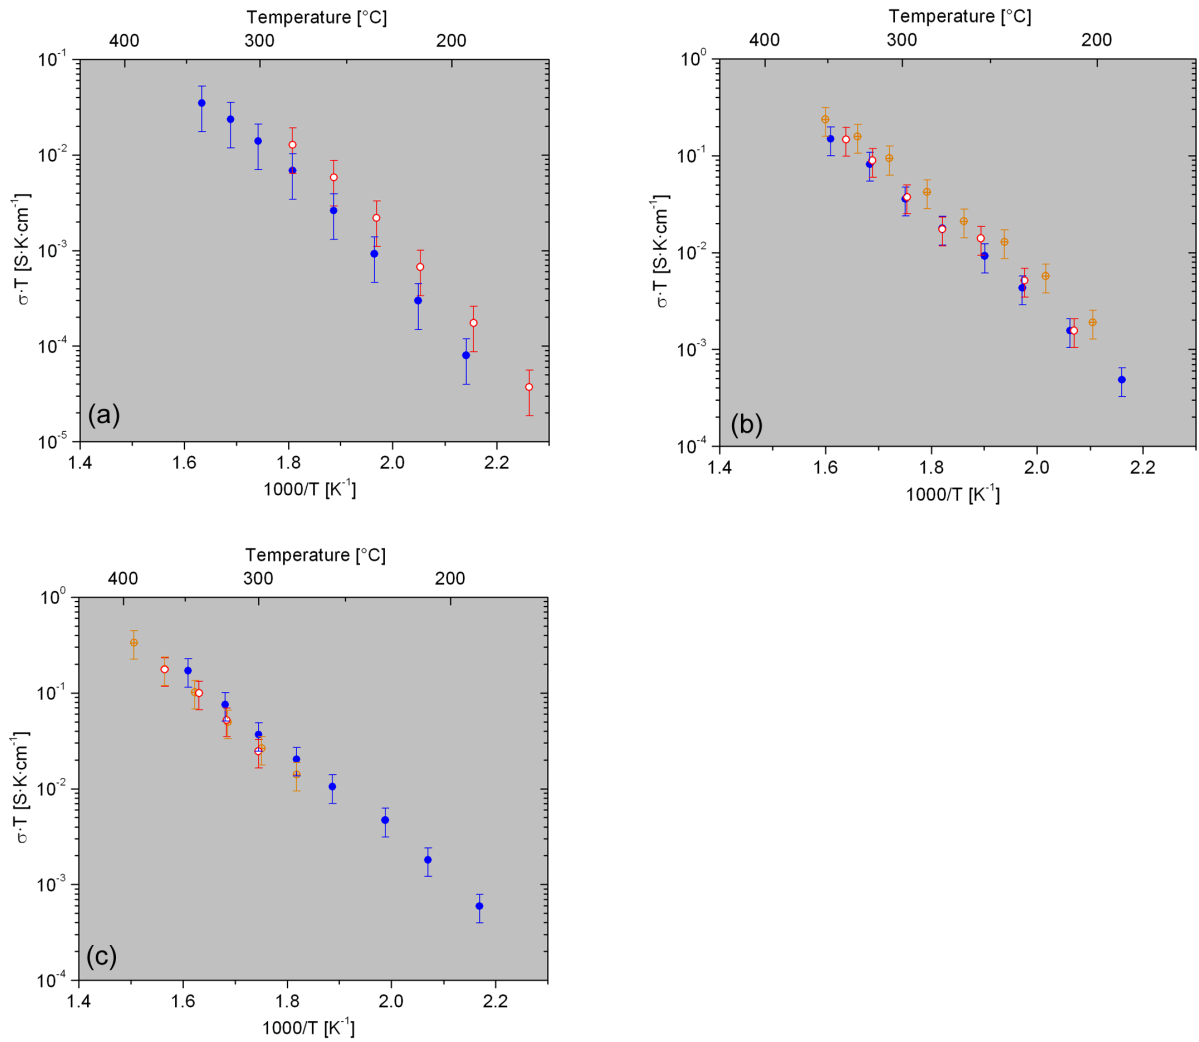 Temperature [°C]
400 300 200
10⁻¹
10⁻²
10⁻³
10⁻⁴
10⁻⁵
σ·T [S·K·cm⁻¹]
(a)
1.4 1.6 1.8 2.0 2.2
1000/T [K⁻¹]
Temperature [°C]
400 300 200
10⁰
10⁻¹
10⁻²
10⁻³
10⁻⁴
σ·T [S·K·cm⁻¹]
(b)
1.4 1.6 1.8 2.0 2.2
1000/T [K⁻¹]
Temperature [°C]
400 300 200
10⁰
10⁻¹
10⁻²
10⁻³
10⁻⁴
σ·T [S·K·cm⁻¹]
(c)
1.4 1.6 1.8 2.0 2.2
1000/T [K⁻¹]